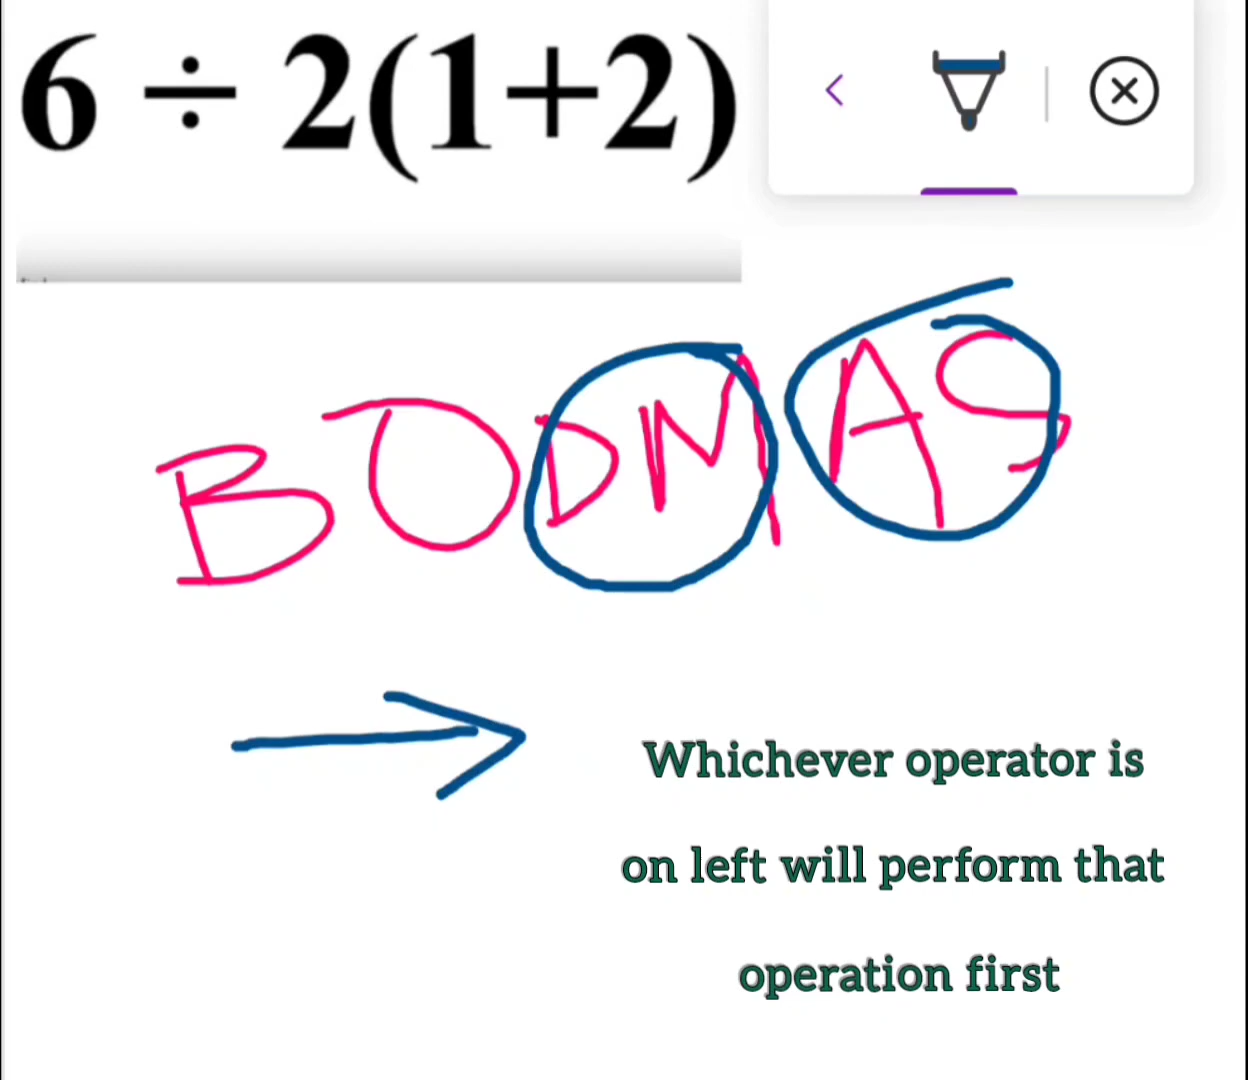 6 ÷ 2(1+2)
BODMAS
Whichever operator is
on left will perform that
operation first